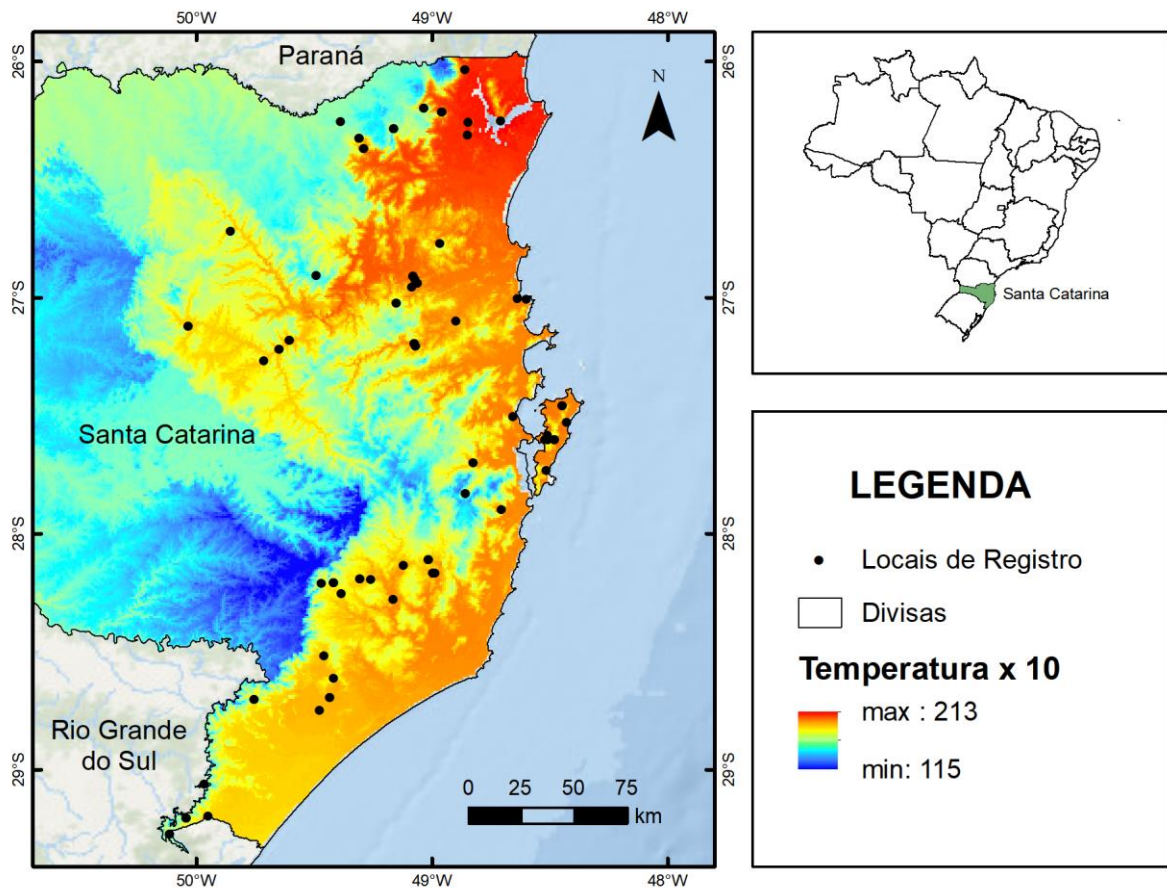 50°W
49°W
48°W
26°S
27°S
28°S
29°S
Paraná
N
Santa Catarina
Rio Grande
do Sul
0 25 50 75
km
26°S
27°S
28°S
29°S
50°W
49°W
48°W
Santa Catarina
LEGENDA
Locais de Registro
Divisas
Temperatura x 10
max : 213
min: 115